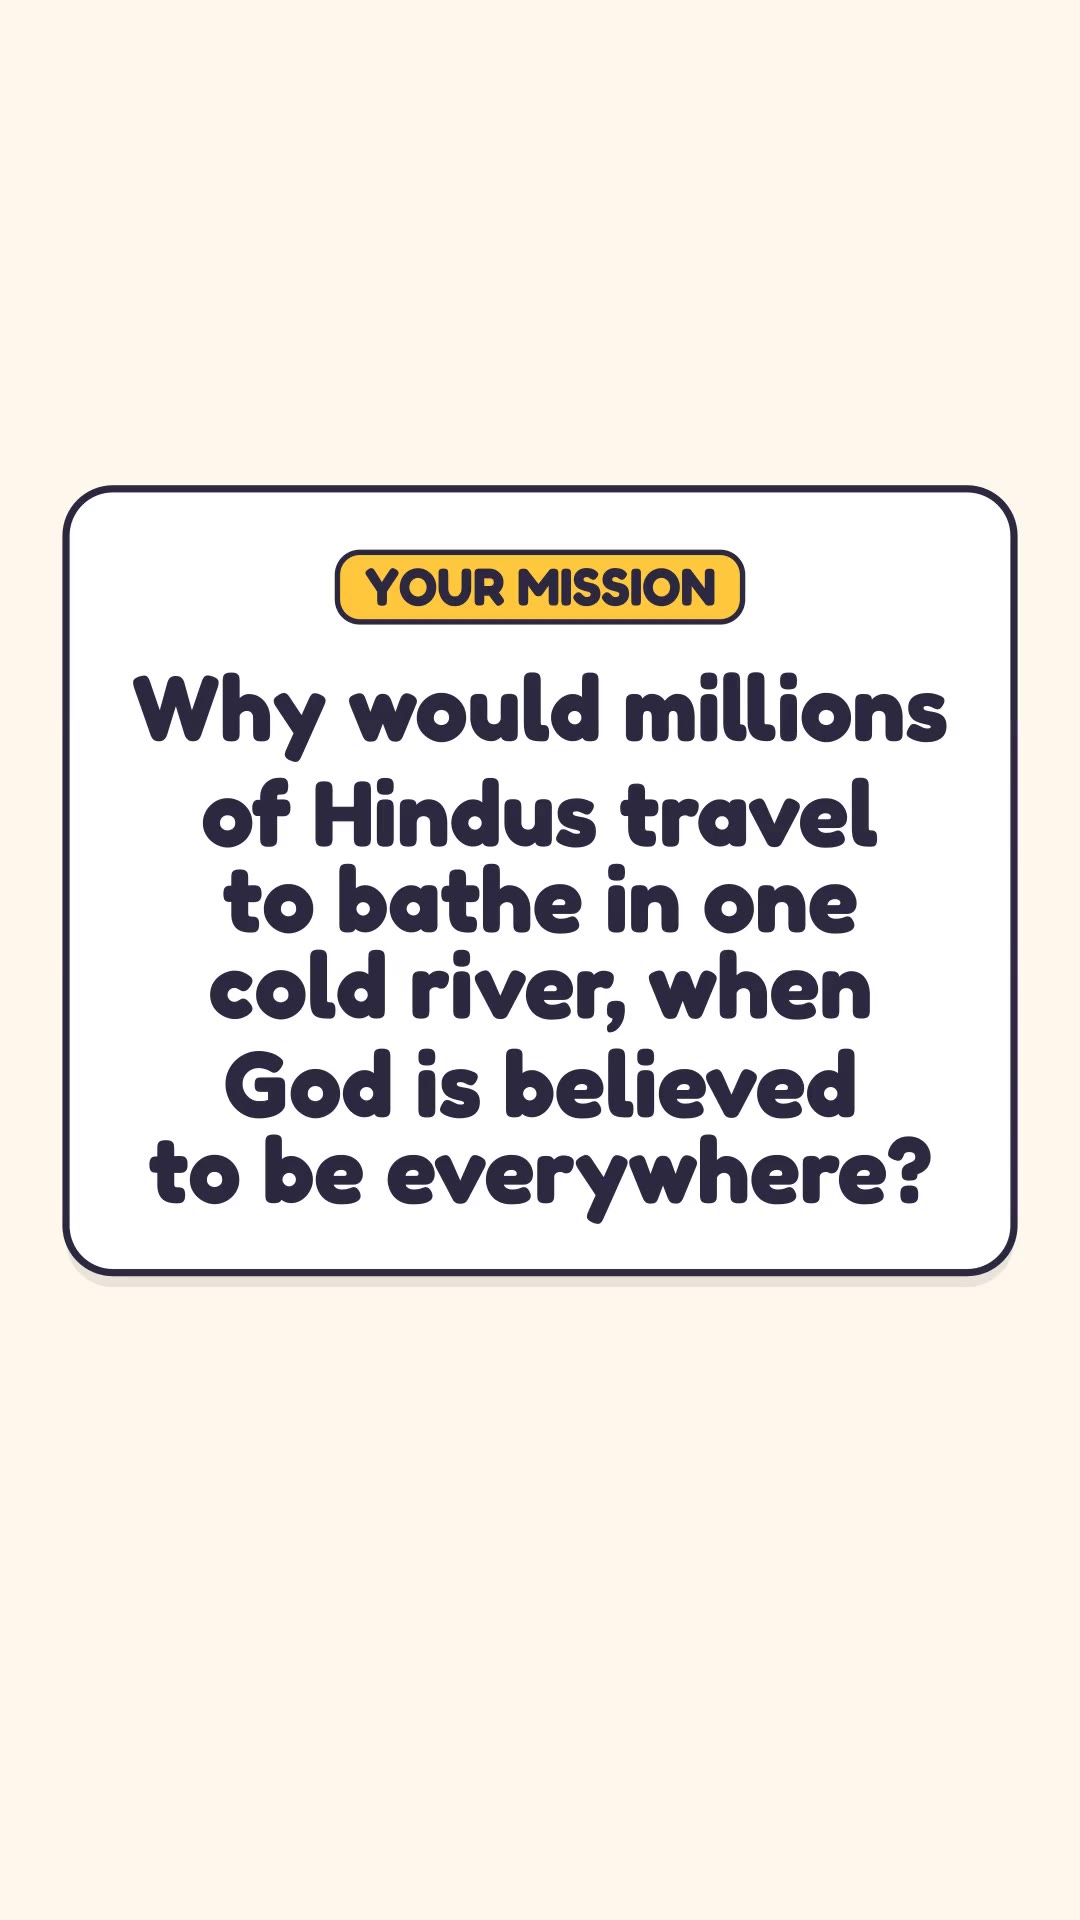 YOUR MISSION
Why would millions
of Hindus travel
to bathe in one
cold river, when
God is believed
to be everywhere?